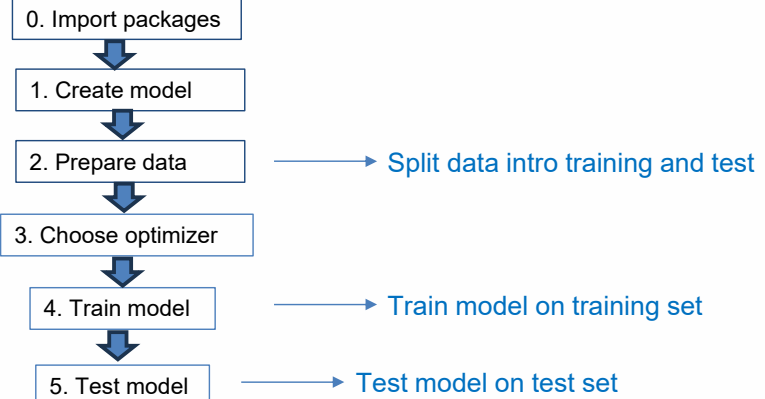 0. Import packages
1. Create model
2. Prepare data
Split data intro training and test
3. Choose optimizer
4. Train model
Train model on training set
5. Test model
Test model on test set